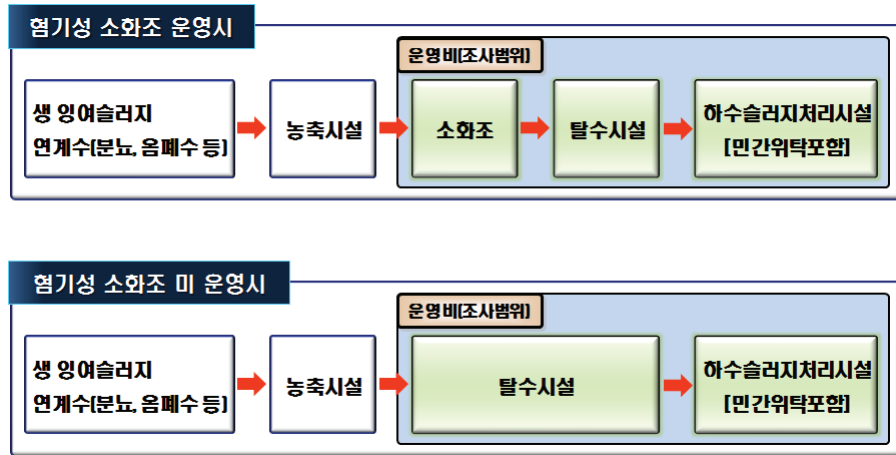 혐기성 소화조 운영시
운영비(조사범위)
생 잉여슬러지
연계수(분뇨, 음폐수 등)
농축시설
소화조
탈수시설
하수슬러지처리시설
[민간위탁포함]
혐기성 소화조 미 운영시
운영비(조사범위)
생 잉여슬러지
연계수(분뇨, 음폐수 등)
농축시설
탈수시설
하수슬러지처리시설
[민간위탁포함]